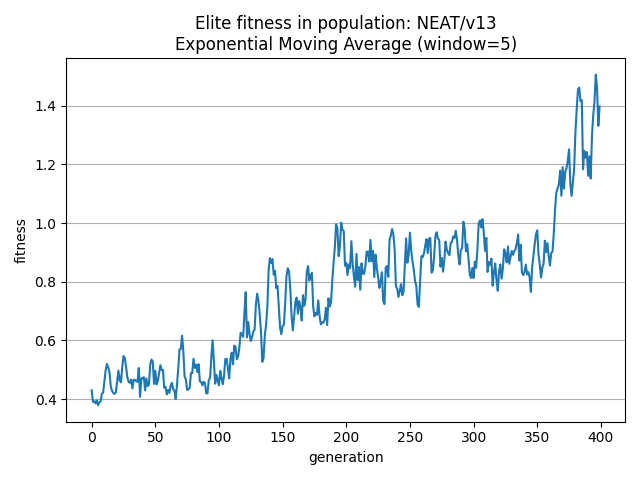 Elite fitness in population: NEAT/v13
Exponential Moving Average (window=5)
fitness
1.4
1.2
1.0
0.8
0.6
0.4
0 50 100 150 200 250 300 350 400
generation